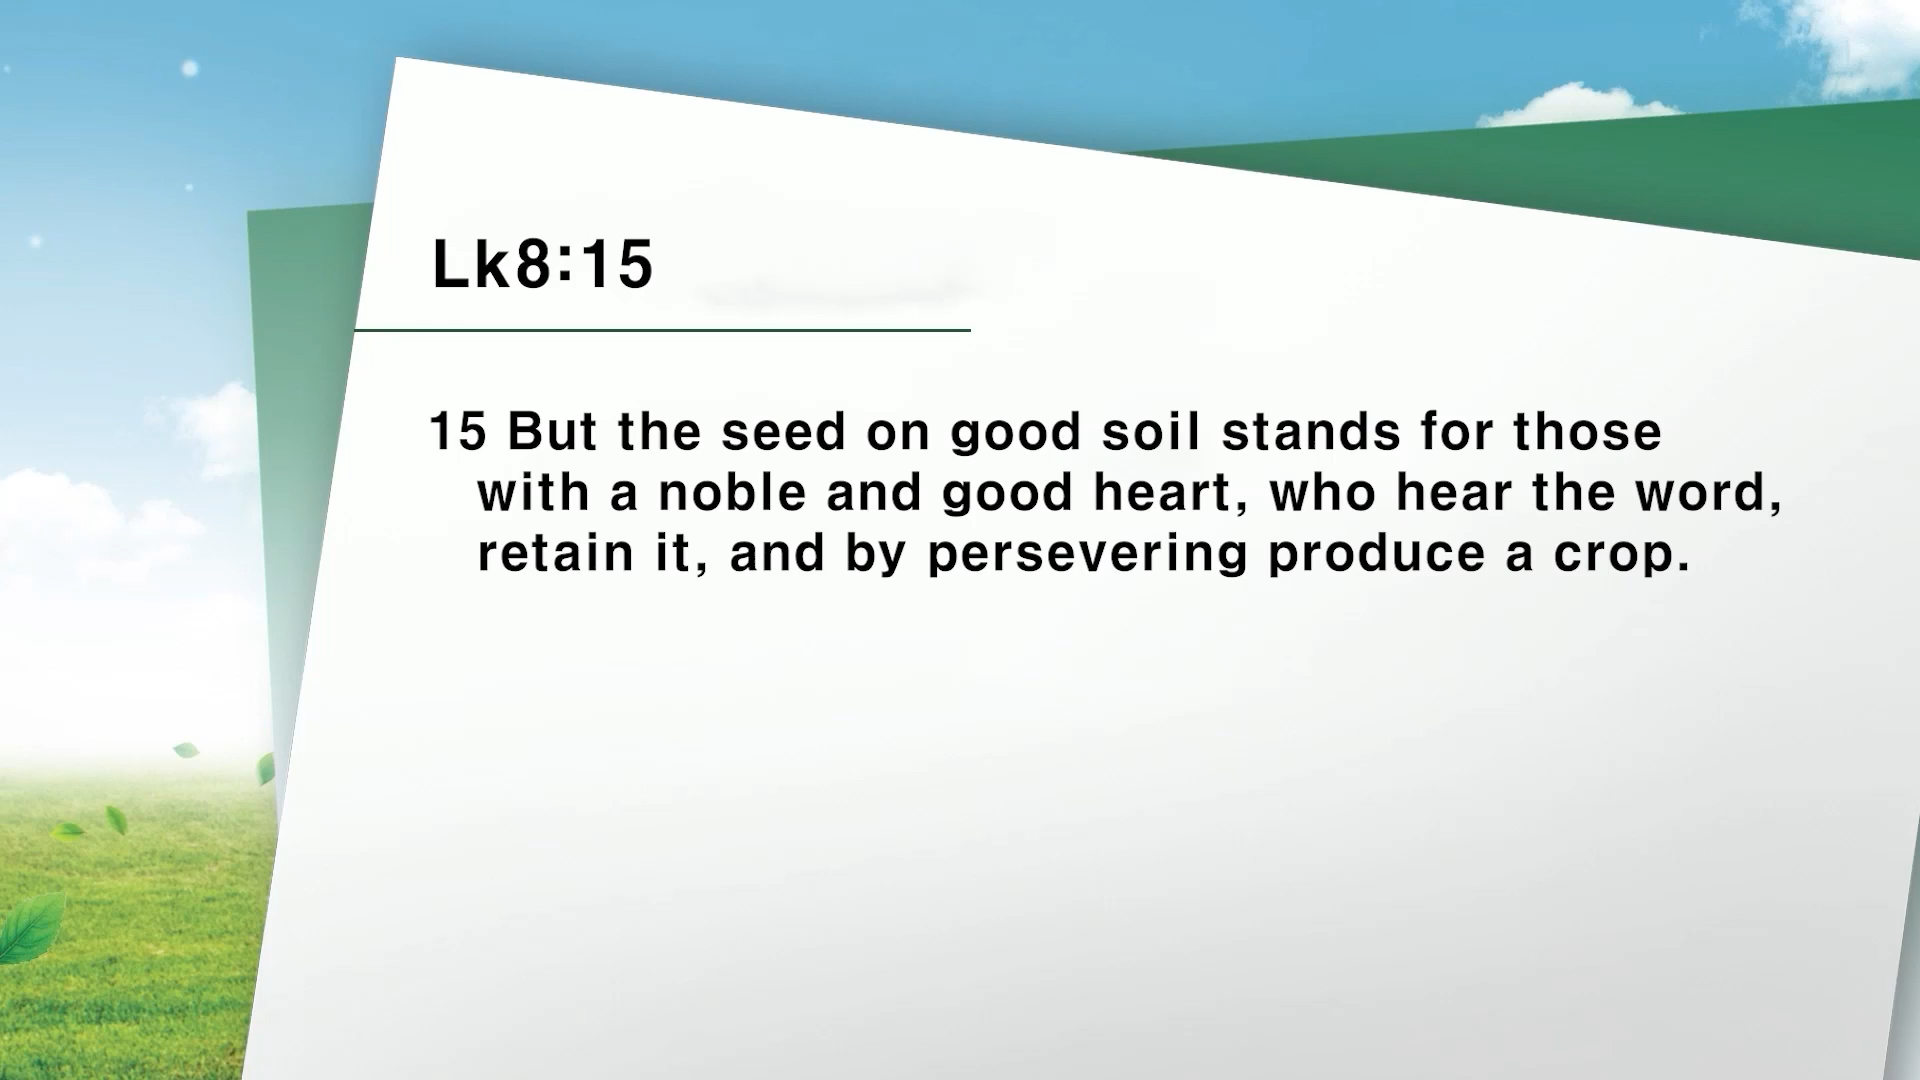 Lk8:15
15 But the seed on good soil stands for those
with a noble and good heart, who hear the word,
retain it, and by persevering produce a crop.